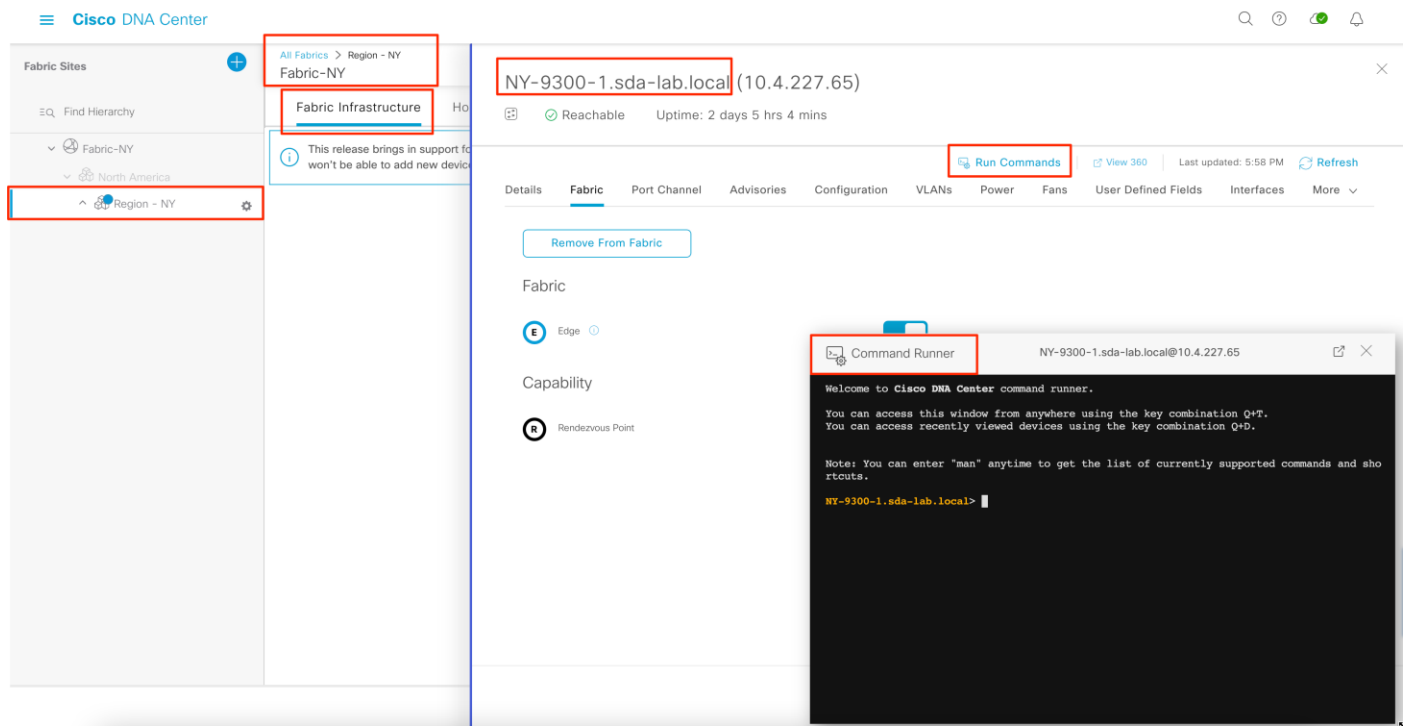 Cisco DNA Center
Fabric Sites
Find Hierarchy
Fabric-NY
North America
Region - NY
All Fabrics > Region - NY
Fabric-NY
Fabric Infrastructure
Ho
This release brings in support fo
won't be able to add new device
NY-9300-1.sda-lab.local (10.4.227.65)
Reachable
Uptime: 2 days 5 hrs 4 mins
Run Commands
View 360
Last updated: 5:58 PM
Refresh
Details
Fabric
Port Channel
Advisories
Configuration
VLANs
Power
Fans
User Defined Fields
Interfaces
More
Remove From Fabric
Fabric
E
Edge
Capability
R
Rendezvous Point
Command Runner
NY-9300-1.sda-lab.local@10.4.227.65
Welcome to Cisco DNA Center command runner.
You can access this window from anywhere using the key combination Q+T.
You can access recently viewed devices using the key combination Q+D.
Note: You can enter "man" anytime to get the list of currently supported commands and sho
rtcuts.
NY-9300-1.sda-lab.local>